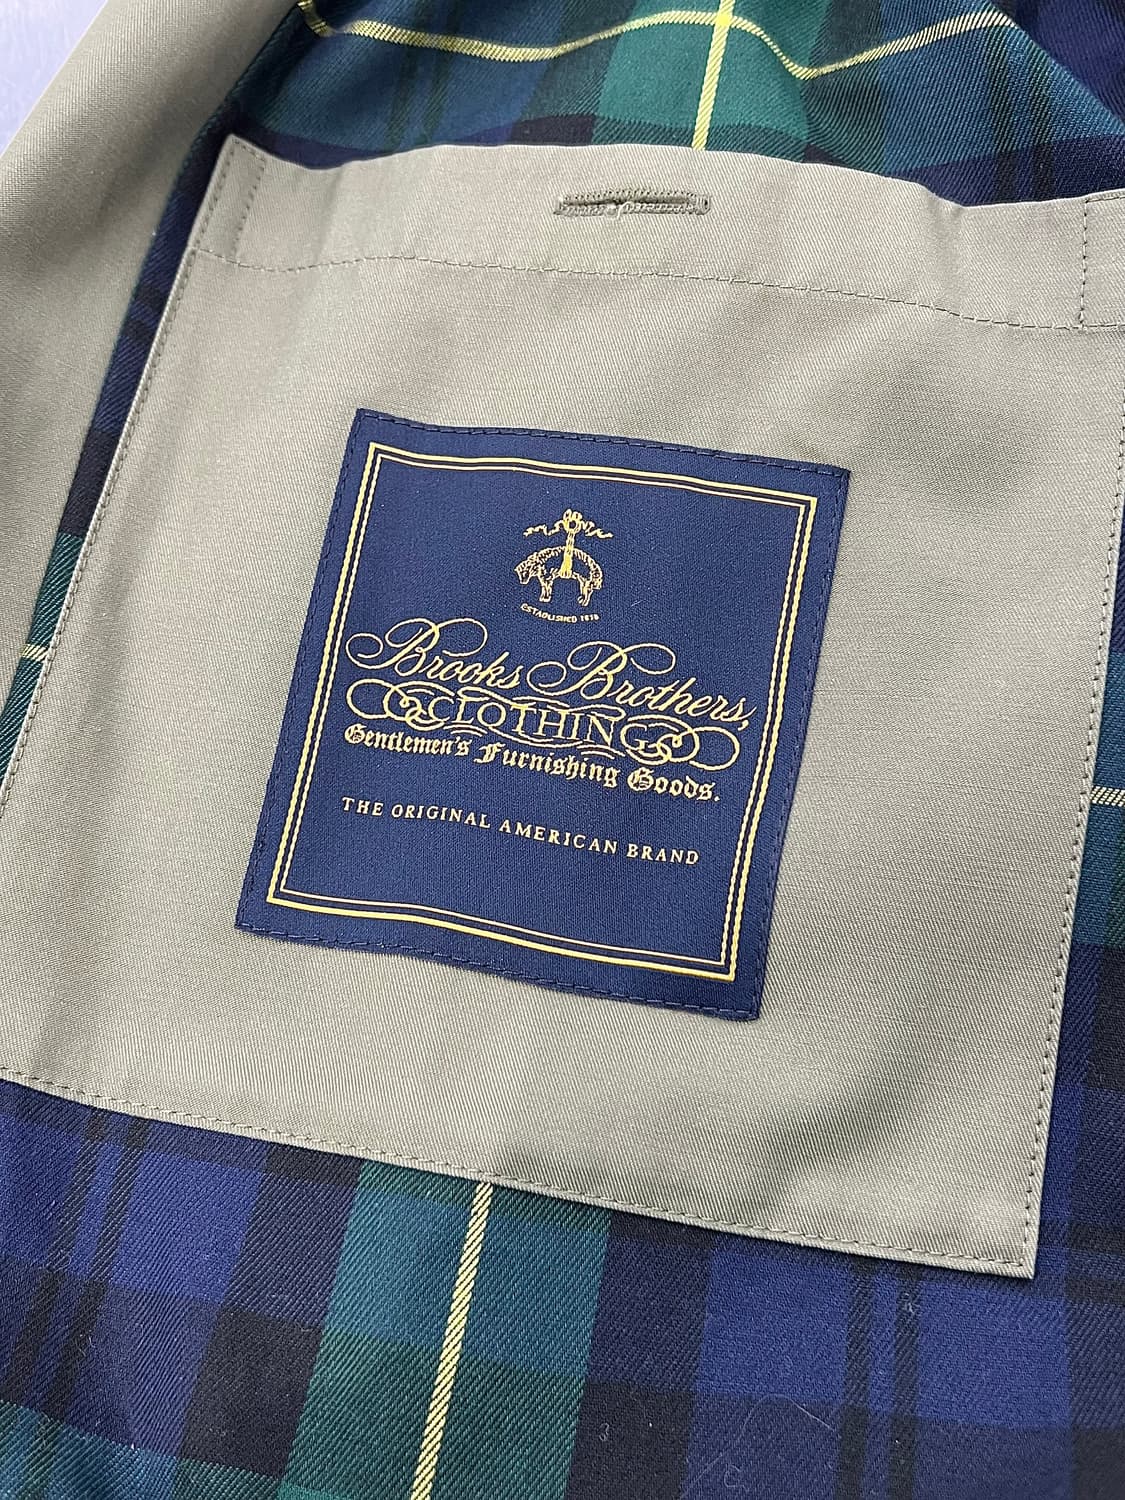 ESTABLISHED 1818
Brooks Brothers,
CLOTHING
Gentlemen's Furnishing Goods.
THE ORIGINAL AMERICAN BRAND